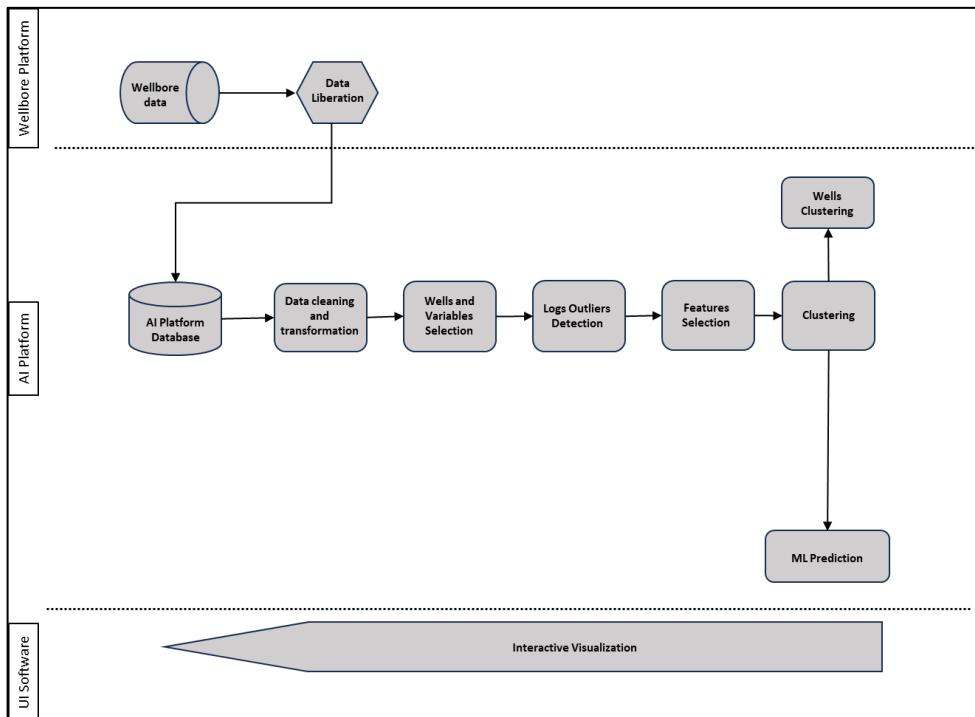 Wellbore Platform
Wellbore
data
Data
Liberation
AI Platform
Wells
Clustering
AI Platform
Database
Data cleaning
and
transformation
Wells and
Variables
Selection
Logs Outliers
Detection
Features
Selection
Clustering
ML Prediction
UI Software
Interactive Visualization